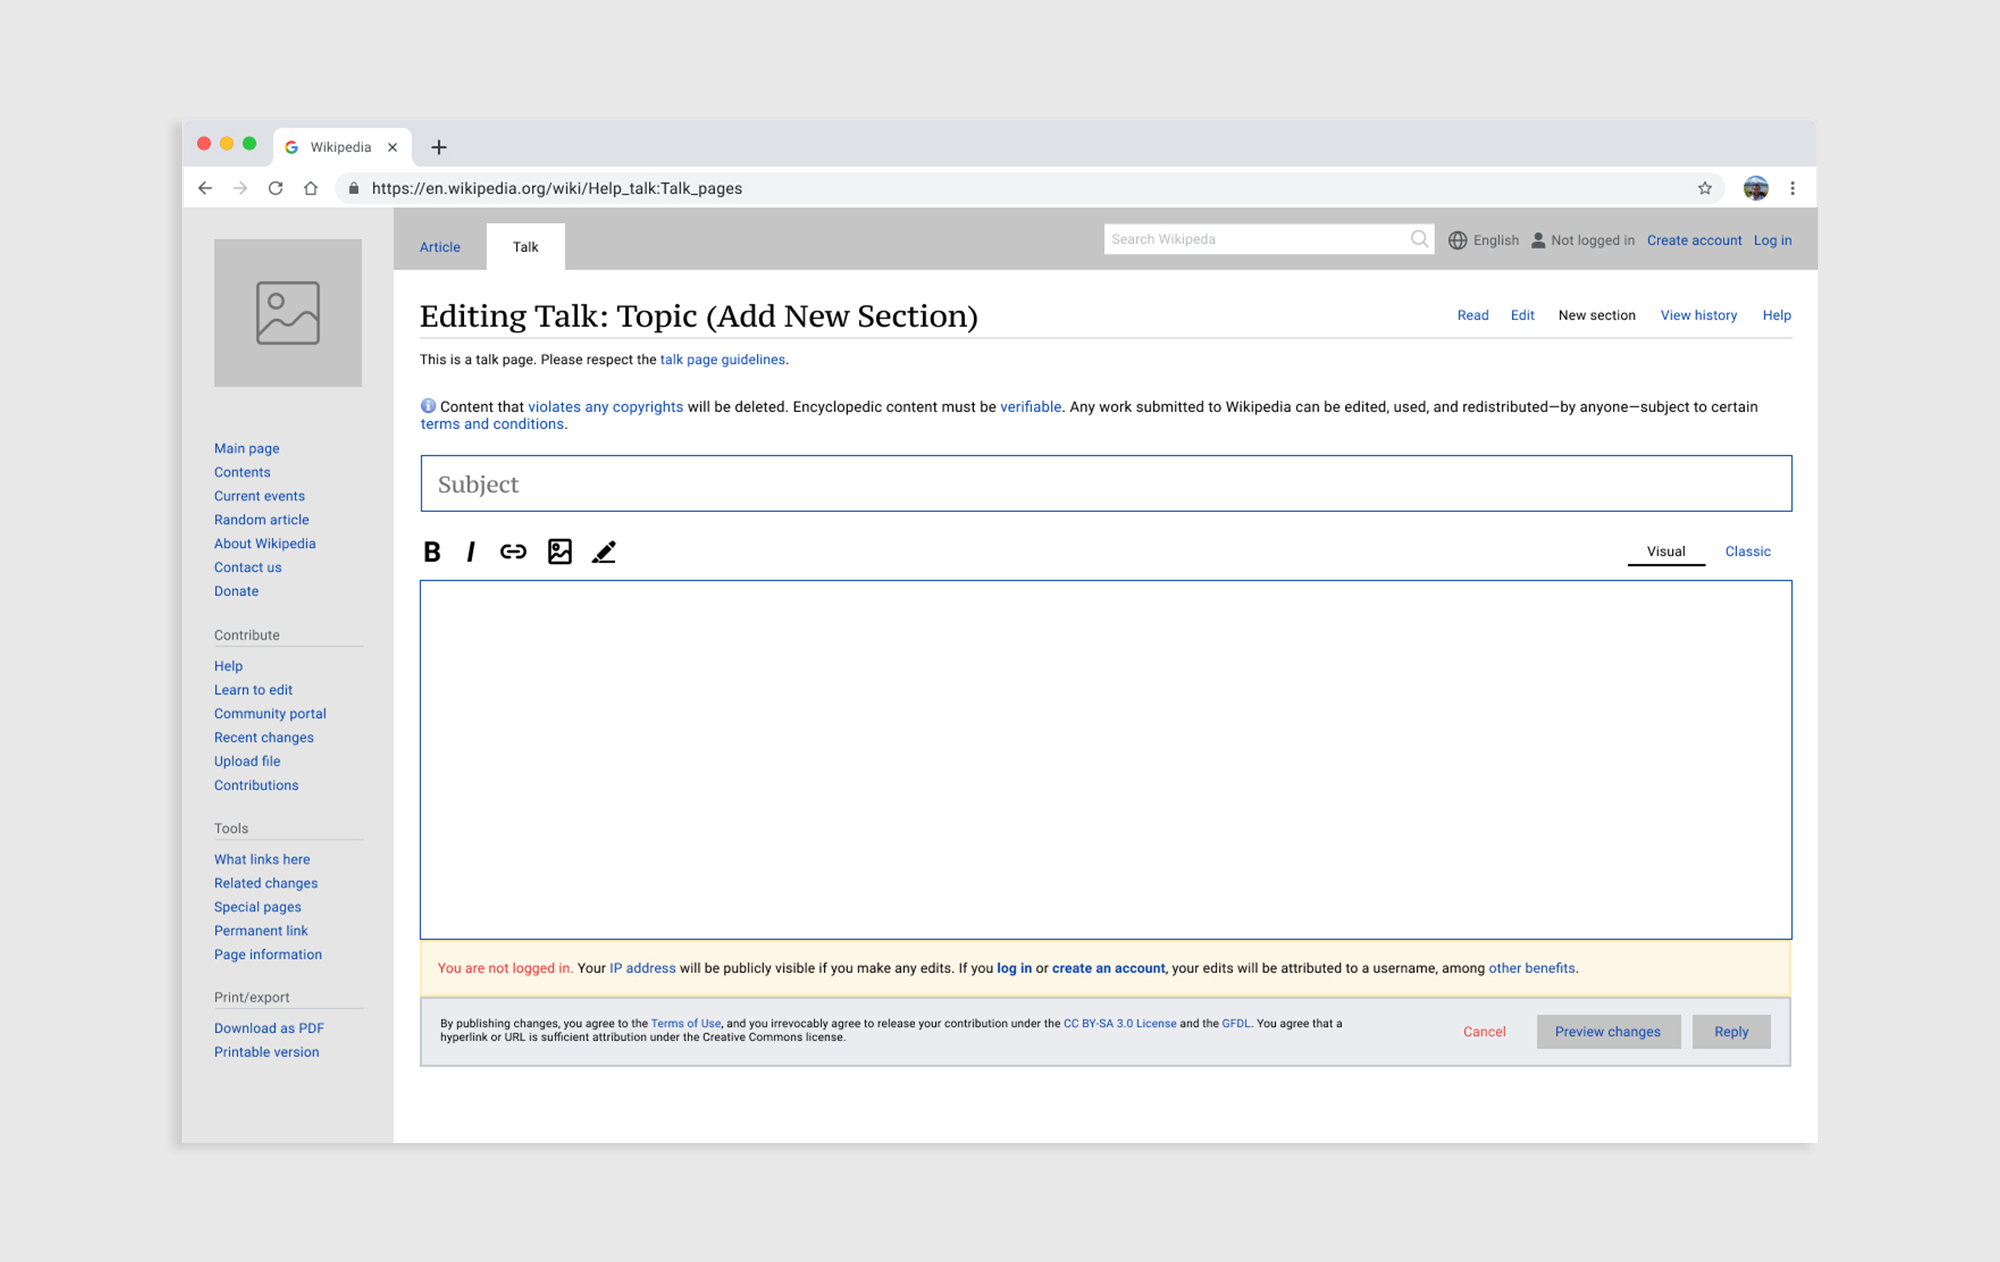 Wikipedia
https://en.wikipedia.org/wiki/Help_talk:Talk_pages
Article
Talk
Search Wikipeda
English
Not logged in
Create account
Log in
Editing Talk: Topic (Add New Section)
Read
Edit
New section
View history
Help
This is a talk page. Please respect the talk page guidelines.
Content that violates any copyrights will be deleted. Encyclopedic content must be verifiable. Any work submitted to Wikipedia can be edited, used, and redistributed—by anyone—subject to certain
terms and conditions.
Subject
B
I
Visual
Classic
You are not logged in. Your IP address will be publicly visible if you make any edits. If you log in or create an account, your edits will be attributed to a username, among other benefits.
By publishing changes, you agree to the Terms of Use, and you irrevocably agree to release your contribution under the CC BY-SA 3.0 License and the GFDL. You agree that a
hyperlink or URL is sufficient attribution under the Creative Commons license.
Cancel
Preview changes
Reply
Main page
Contents
Current events
Random article
About Wikipedia
Contact us
Donate
Contribute
Help
Learn to edit
Community portal
Recent changes
Upload file
Contributions
Tools
What links here
Related changes
Special pages
Permanent link
Page information
Print/export
Download as PDF
Printable version